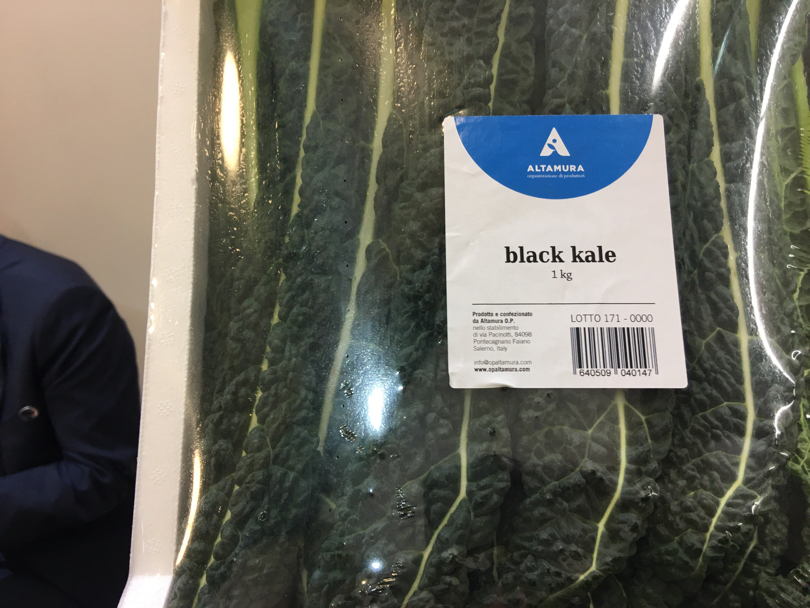 ALTAMURA
organizzazione di produttori
black kale
1 kg
Prodotto e confezionato
da Altamura O.P.
nello stabilimento
di via Pacinotti, 84098
Pontecagnano Faiano
Salerno, Italy
info@opaltamura.com
www.opaltamura.com
LOTTO 171 - 0000
640509 040147